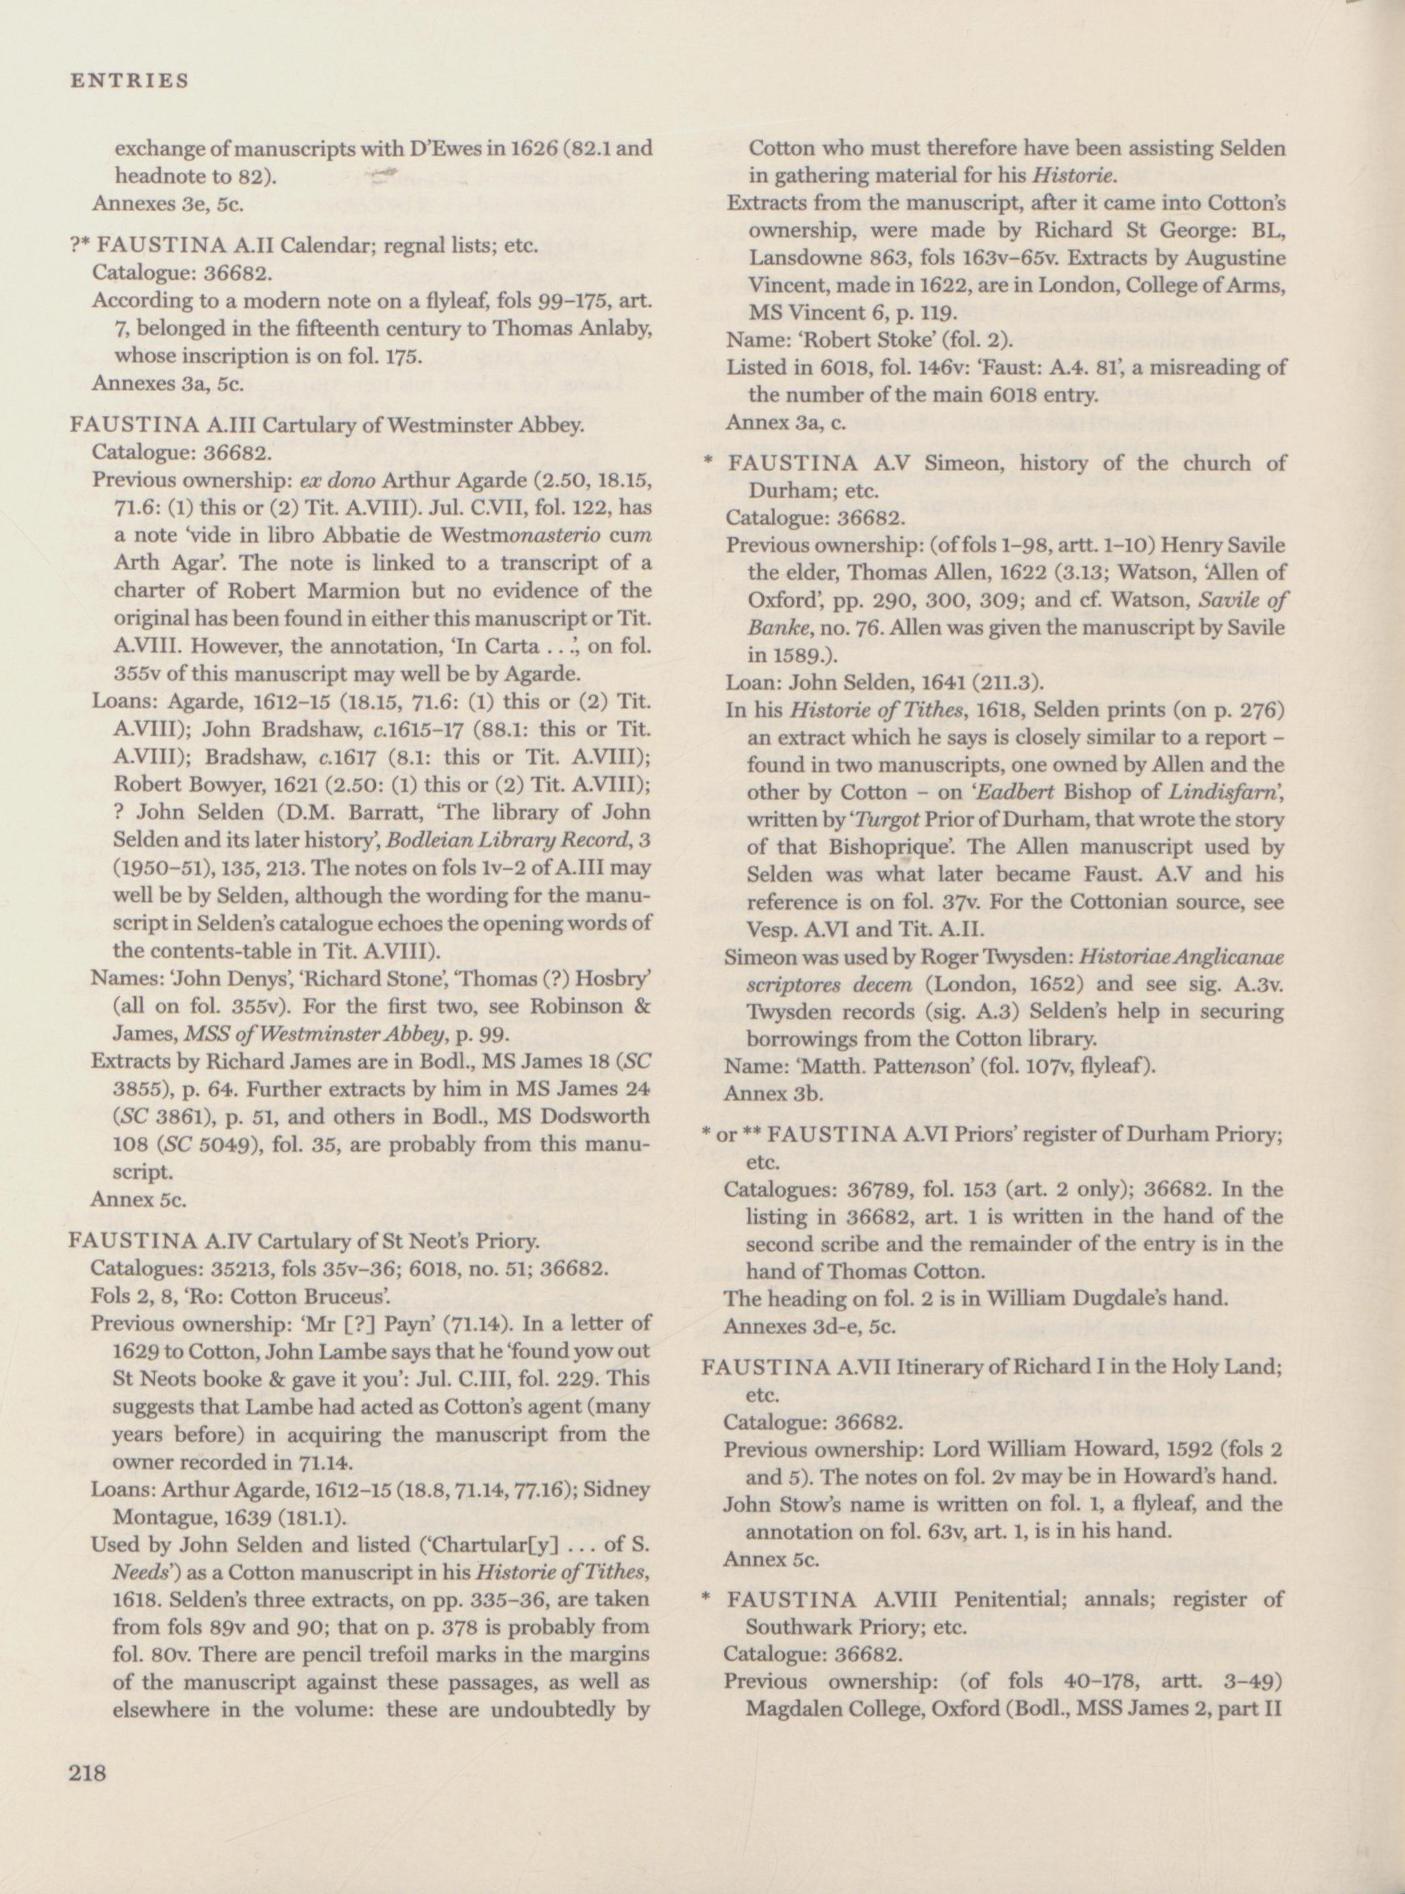 ENTRIES
exchange of manuscripts with D'Ewes in 1626 (82.1 and
headnote to 82).
Annexes 3e, 5c.
?* FAUSTINA A.II Calendar; regnal lists; etc.
Catalogue: 36682.
According to a modern note on a flyleaf, fols 99–175, art.
7, belonged in the fifteenth century to Thomas Anlaby,
whose inscription is on fol. 175.
Annexes 3a, 5c.
FAUSTINA A.III Cartulary of Westminster Abbey.
Catalogue: 36682.
Previous ownership: ex dono Arthur Agarde (2.50, 18.15,
71.6: (1) this or (2) Tit. A.VIII). Jul. C.VII, fol. 122, has
a note ‘vide in libro Abbatie de Westmonasterio cum
Arth Agar’. The note is linked to a transcript of a
charter of Robert Marmion but no evidence of the
original has been found in either this manuscript or Tit.
A.VIII. However, the annotation, ‘In Carta . . .’, on fol.
355v of this manuscript may well be by Agarde.
Loans: Agarde, 1612–15 (18.15, 71.6: (1) this or (2) Tit.
A.VIII); John Bradshaw, c.1615–17 (88.1: this or Tit.
A.VIII); Bradshaw, c.1617 (8.1: this or Tit. A.VIII);
Robert Bowyer, 1621 (2.50: (1) this or (2) Tit. A.VIII);
? John Selden (D.M. Barratt, ‘The library of John
Selden and its later history’, Bodleian Library Record, 3
(1950–51), 135, 213. The notes on fols 1v–2 of A.III may
well be by Selden, although the wording for the manu-
script in Selden's catalogue echoes the opening words of
the contents-table in Tit. A.VIII).
Names: ‘John Denys’, ‘Richard Stone’, ‘Thomas (?) Hosbry’
(all on fol. 355v). For the first two, see Robinson &
James, MSS of Westminster Abbey, p. 99.
Extracts by Richard James are in Bodl., MS James 18 (SC
3855), p. 64. Further extracts by him in MS James 24
(SC 3861), p. 51, and others in Bodl., MS Dodsworth
108 (SC 5049), fol. 35, are probably from this manu-
script.
Annex 5c.
FAUSTINA A.IV Cartulary of St Neot's Priory.
Catalogues: 35213, fols 35v–36; 6018, no. 51; 36682.
Fols 2, 8, ‘Ro: Cotton Bruceus’.
Previous ownership: ‘Mr [?] Payn’ (71.14). In a letter of
1629 to Cotton, John Lambe says that he ‘found yow out
St Neots booke & gave it you’: Jul. C.III, fol. 229. This
suggests that Lambe had acted as Cotton's agent (many
years before) in acquiring the manuscript from the
owner recorded in 71.14.
Loans: Arthur Agarde, 1612–15 (18.8, 71.14, 77.16); Sidney
Montague, 1639 (181.1).
Used by John Selden and listed (‘Chartular[y] . . . of S.
Needs’) as a Cotton manuscript in his Historie of Tithes,
1618. Selden's three extracts, on pp. 335–36, are taken
from fols 89v and 90; that on p. 378 is probably from
fol. 80v. There are pencil trefoil marks in the margins
of the manuscript against these passages, as well as
elsewhere in the volume: these are undoubtedly by
218
Cotton who must therefore have been assisting Selden
in gathering material for his Historie.
Extracts from the manuscript, after it came into Cotton's
ownership, were made by Richard St George: BL,
Lansdowne 863, fols 163v–65v. Extracts by Augustine
Vincent, made in 1622, are in London, College of Arms,
MS Vincent 6, p. 119.
Name: ‘Robert Stoke’ (fol. 2).
Listed in 6018, fol. 146v: ‘Faust: A.4. 81’, a misreading of
the number of the main 6018 entry.
Annex 3a, c.
* FAUSTINA A.V Simeon, history of the church of
Durham; etc.
Catalogue: 36682.
Previous ownership: (of fols 1–98, artt. 1–10) Henry Savile
the elder, Thomas Allen, 1622 (3.13; Watson, ‘Allen of
Oxford’, pp. 290, 300, 309; and cf. Watson, Savile of
Banke, no. 76. Allen was given the manuscript by Savile
in 1589.).
Loan: John Selden, 1641 (211.3).
In his Historie of Tithes, 1618, Selden prints (on p. 276)
an extract which he says is closely similar to a report –
found in two manuscripts, one owned by Allen and the
other by Cotton – on ‘Eadbert Bishop of Lindisfarn’,
written by ‘Turgot Prior of Durham, that wrote the story
of that Bishoprique’. The Allen manuscript used by
Selden was what later became Faust. A.V and his
reference is on fol. 37v. For the Cottonian source, see
Vesp. A.VI and Tit. A.II.
Simeon was used by Roger Twysden: Historiae Anglicanae
scriptores decem (London, 1652) and see sig. A.3v.
Twysden records (sig. A.3) Selden's help in securing
borrowings from the Cotton library.
Name: ‘Matth. Pattenson’ (fol. 107v, flyleaf).
Annex 3b.
* or ** FAUSTINA A.VI Priors' register of Durham Priory;
etc.
Catalogues: 36789, fol. 153 (art. 2 only); 36682. In the
listing in 36682, art. 1 is written in the hand of the
second scribe and the remainder of the entry is in the
hand of Thomas Cotton.
The heading on fol. 2 is in William Dugdale's hand.
Annexes 3d-e, 5c.
FAUSTINA A.VII Itinerary of Richard I in the Holy Land;
etc.
Catalogue: 36682.
Previous ownership: Lord William Howard, 1592 (fols 2
and 5). The notes on fol. 2v may be in Howard's hand.
John Stow's name is written on fol. 1, a flyleaf, and the
annotation on fol. 63v, art. 1, is in his hand.
Annex 5c.
* FAUSTINA A.VIII Penitential; annals; register of
Southwark Priory; etc.
Catalogue: 36682.
Previous ownership: (of fols 40–178, artt. 3–49)
Magdalen College, Oxford (Bodl., MSS James 2, part II